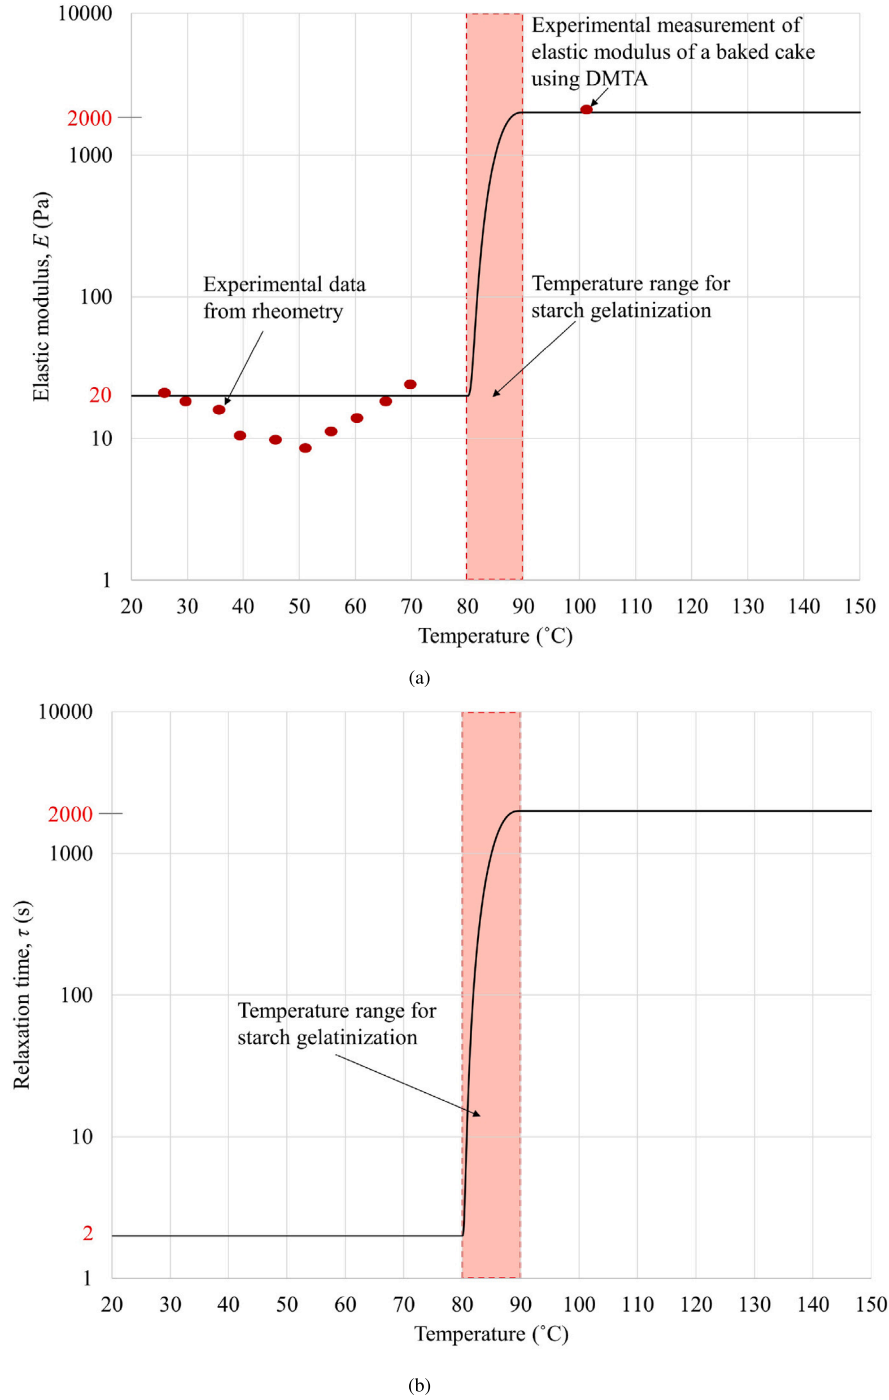 10000
Experimental measurement of
elastic modulus of a baked cake
using DMTA
2000
1000
Elastic modulus, E (Pa)
Experimental data
from rheometry
Temperature range for
starch gelatinization
100
20
10
1
20 30 40 50 60 70 80 90 100 110 120 130 140 150
Temperature (˚C)
(a)
10000
2000
1000
Relaxation time, τ (s)
100
Temperature range for
starch gelatinization
10
2
1
20 30 40 50 60 70 80 90 100 110 120 130 140 150
Temperature (˚C)
(b)